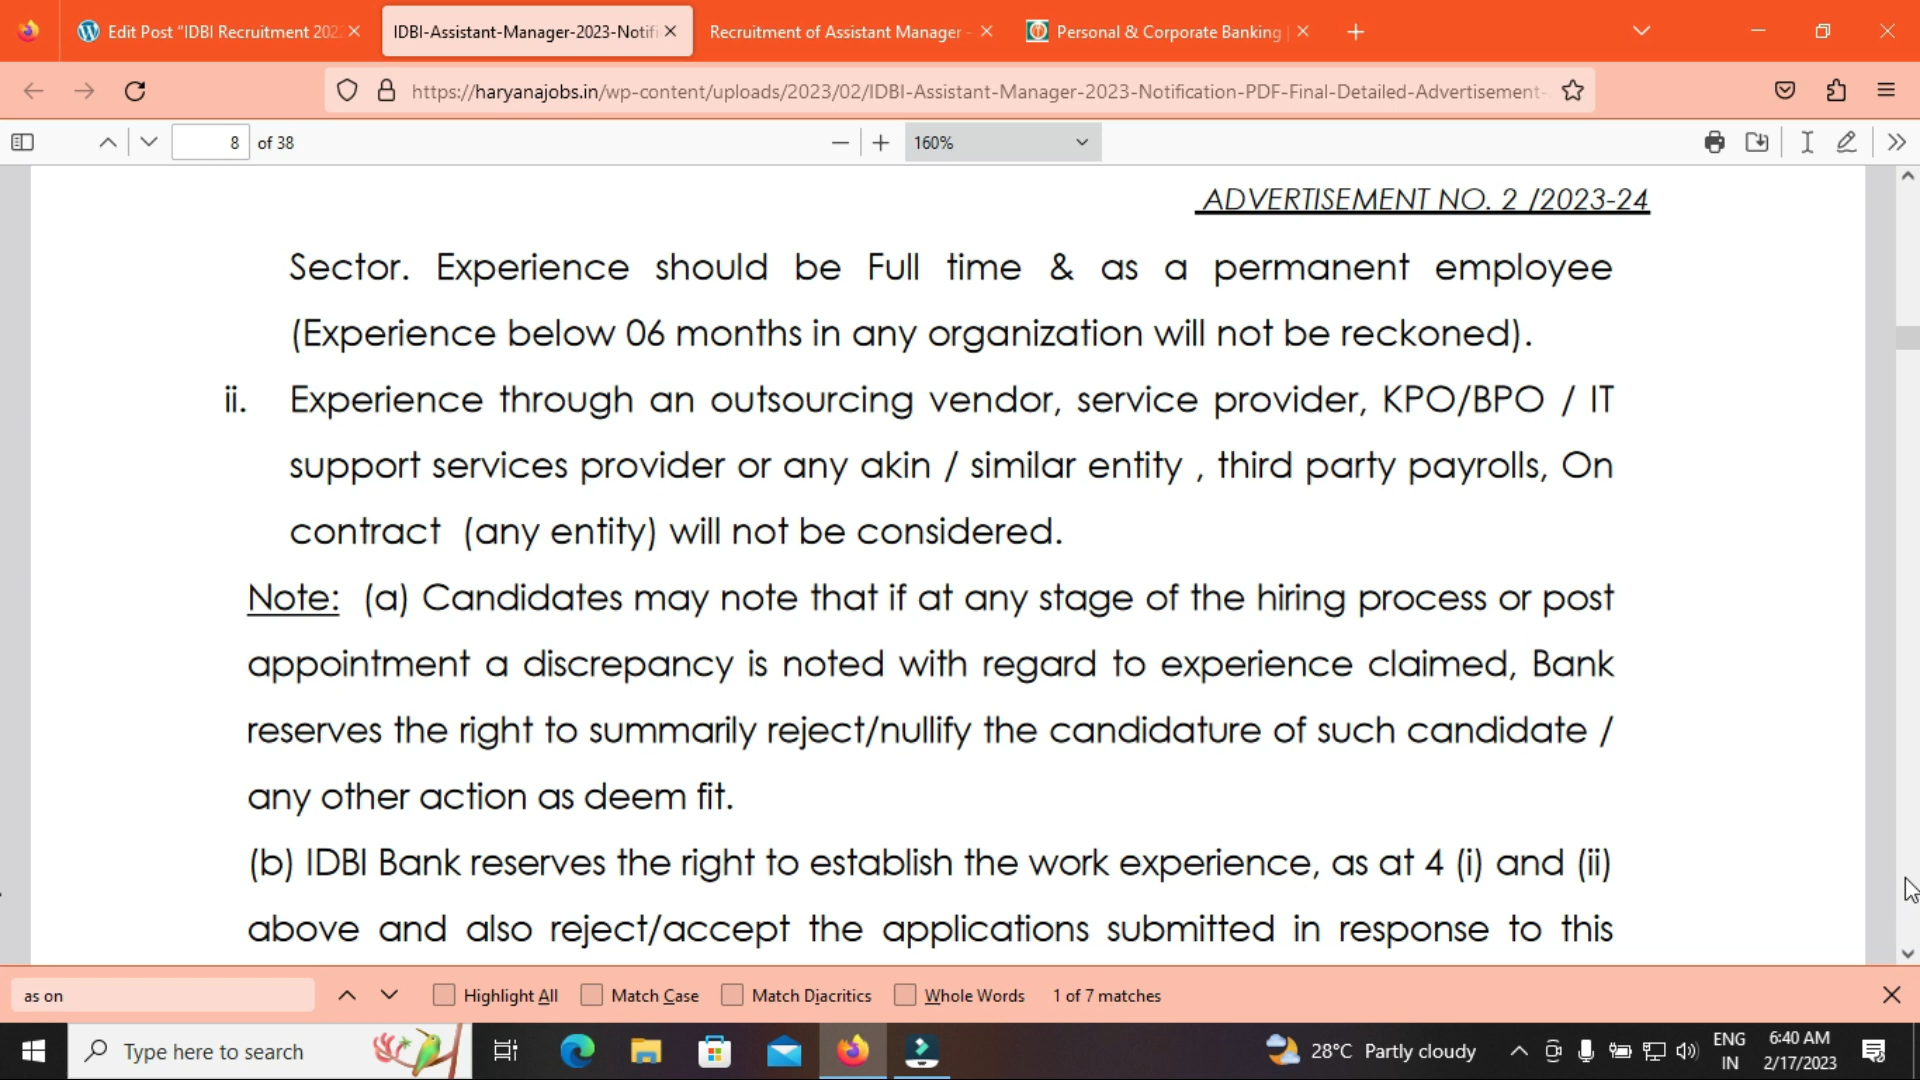 Edit Post "IDBI Recruitment 202
IDBI-Assistant-Manager-2023-Notifi
Recruitment of Assistant Manager -
Personal & Corporate Banking |
https://haryanajobs.in/wp-content/uploads/2023/02/IDBI-Assistant-Manager-2023-Notification-PDF-Final-Detailed-Advertisement-
8 of 38
160%
ADVERTISEMENT NO. 2 /2023-24
Sector. Experience should be Full time & as a permanent employee
(Experience below 06 months in any organization will not be reckoned).
ii. Experience through an outsourcing vendor, service provider, KPO/BPO / IT
support services provider or any akin / similar entity , third party payrolls, On
contract (any entity) will not be considered.
Note: (a) Candidates may note that if at any stage of the hiring process or post
appointment a discrepancy is noted with regard to experience claimed, Bank
reserves the right to summarily reject/nullify the candidature of such candidate /
any other action as deem fit.
(b) IDBI Bank reserves the right to establish the work experience, as at 4 (i) and (ii)
above and also reject/accept the applications submitted in response to this
as on
Highlight All
Match Case
Match Diacritics
Whole Words
1 of 7 matches
Type here to search
28°C Partly cloudy
ENG
IN
6:40 AM
2/17/2023